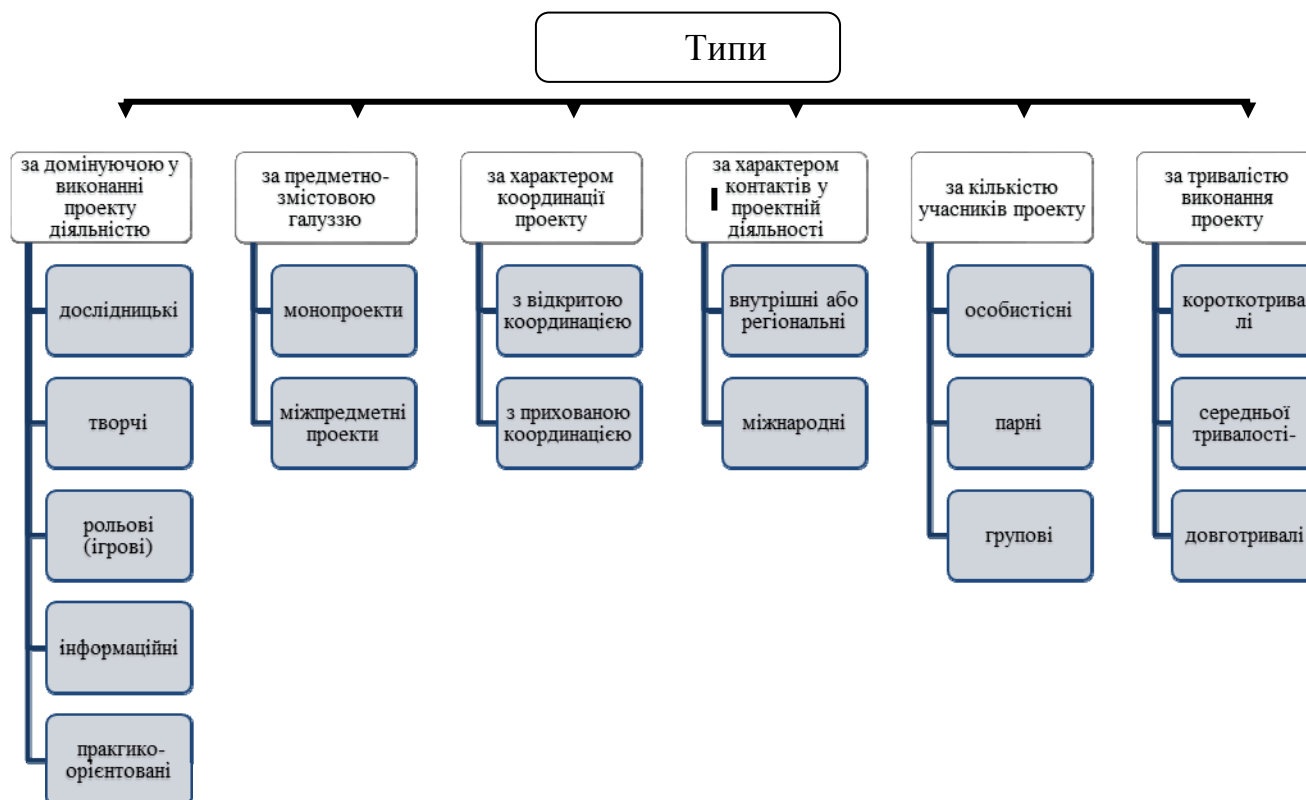 Типи
за домінуючою у
виконанні
проекту
діяльністю
дослідницькі
творчі
рольові
(ігрові)
інформаційні
практико-
орієнтовані
за предметно-
змістовою
галуззю
монопроекти
міжпредметні
проекти
за характером
координації
проекту
з відкритою
координацією
з прихованою
координацією
за характером
контактів у
проектній
діяльності
внутрішні або
регіональні
міжнародні
за кількістю
учасників проекту
особистісні
парні
групові
за тривалістю
виконання
проекту
короткотрива
лі
середньої
тривалості-
довготривалі